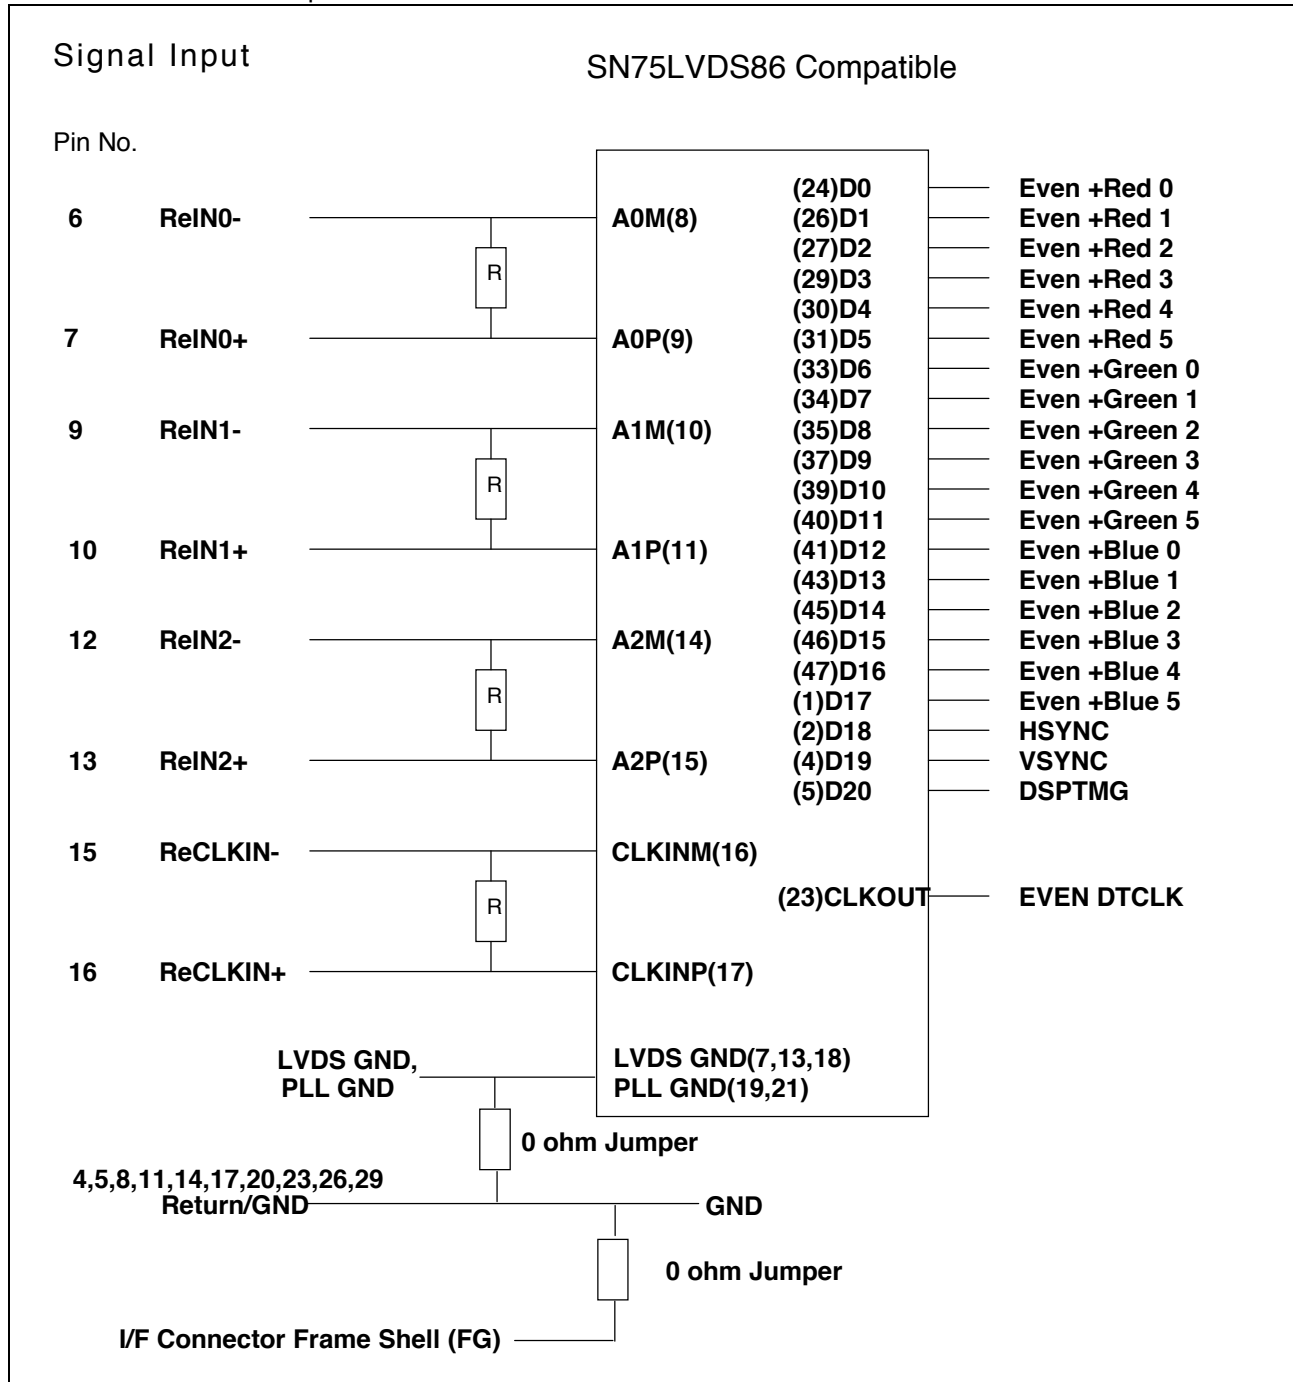 Signal Input
SN75LVDS86 Compatible
Pin No.
(24)D0 Even +Red 0
6 ReIN0- A0M(8) (26)D1 Even +Red 1
(27)D2 Even +Red 2
R (29)D3 Even +Red 3
(30)D4 Even +Red 4
7 ReIN0+ A0P(9) (31)D5 Even +Red 5
(33)D6 Even +Green 0
(34)D7 Even +Green 1
9 ReIN1- A1M(10) (35)D8 Even +Green 2
(37)D9 Even +Green 3
R (39)D10 Even +Green 4
(40)D11 Even +Green 5
10 ReIN1+ A1P(11) (41)D12 Even +Blue 0
(43)D13 Even +Blue 1
(45)D14 Even +Blue 2
12 ReIN2- A2M(14) (46)D15 Even +Blue 3
(47)D16 Even +Blue 4
R (1)D17 Even +Blue 5
(2)D18 HSYNC
13 ReIN2+ A2P(15) (4)D19 VSYNC
(5)D20 DSPTMG
15 ReCLKIN- CLKINM(16)
R (23)CLKOUT EVEN DTCLK
16 ReCLKIN+ CLKINP(17)
LVDS GND, LVDS GND(7,13,18)
PLL GND PLL GND(19,21)
0 ohm Jumper
4,5,8,11,14,17,20,23,26,29
Return/GND GND
0 ohm Jumper
I/F Connector Frame Shell (FG)